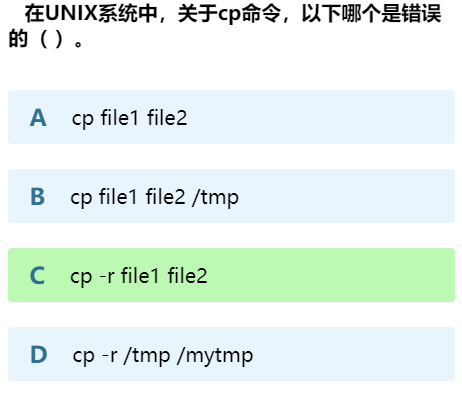 在UNIX系统中，关于cp命令，以下哪个是错误
的（ ）。
A cp file1 file2
B cp file1 file2 /tmp
C cp -r file1 file2
D cp -r /tmp /mytmp